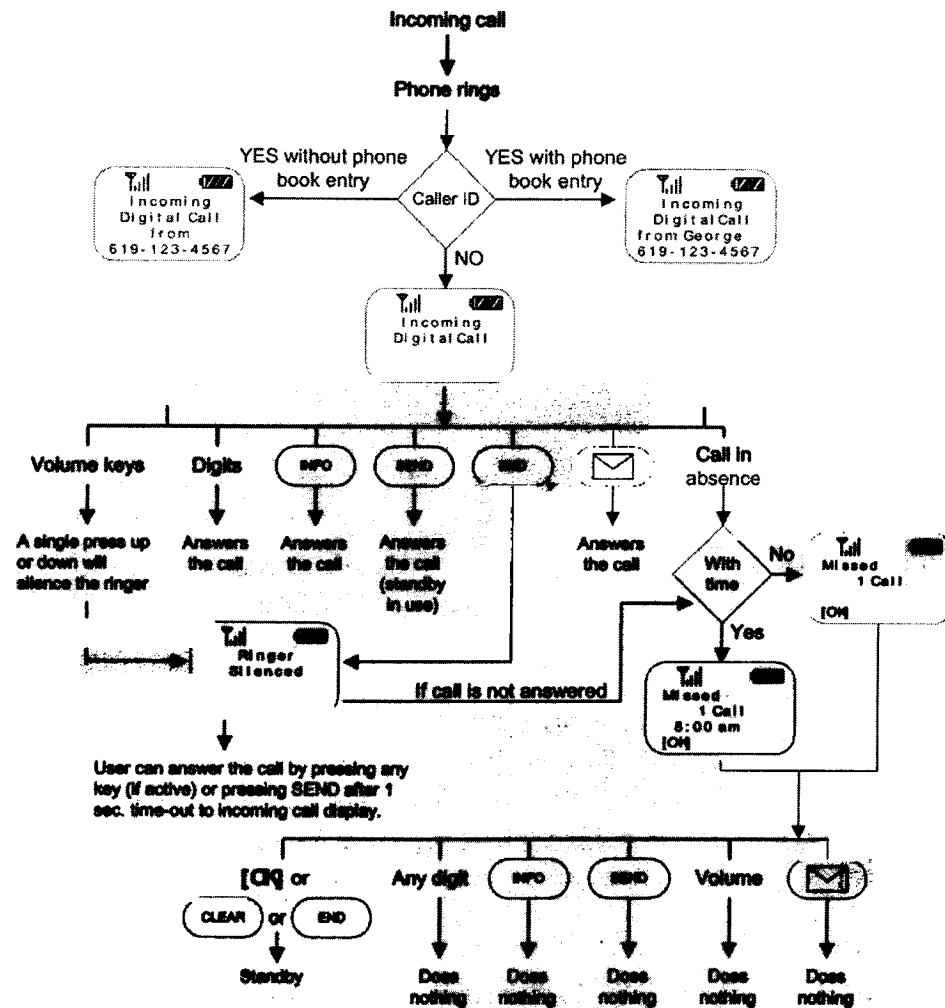 Incoming call
Phone rings
YES without phone
book entry
Caller ID
YES with phone
book entry
Incoming
Digital Call
from
619-123-4567
Incoming
Digital Call
from George
619-123-4567
NO
Incoming
Digital Call
Volume keys
Digits
INFO
SEND
END
Call in
absence
A single press up
or down will
silence the ringer
Answers
the call
Answers
the call
Answers
the call
(standby
in use)
Answers
the call
With
time
No
Missed
1 Call
[OK]
Yes
Ringer
Silenced
If call is not answered
Missed
1 Call
8:00 am
[OK]
User can answer the call by pressing any
key (if active) or pressing SEND after 1
sec. time-out to incoming call display.
[OK] or
CLEAR or END
Any digit
INFO
SEND
Volume
Standby
Does
nothing
Does
nothing
Does
nothing
Does
nothing
Does
nothing